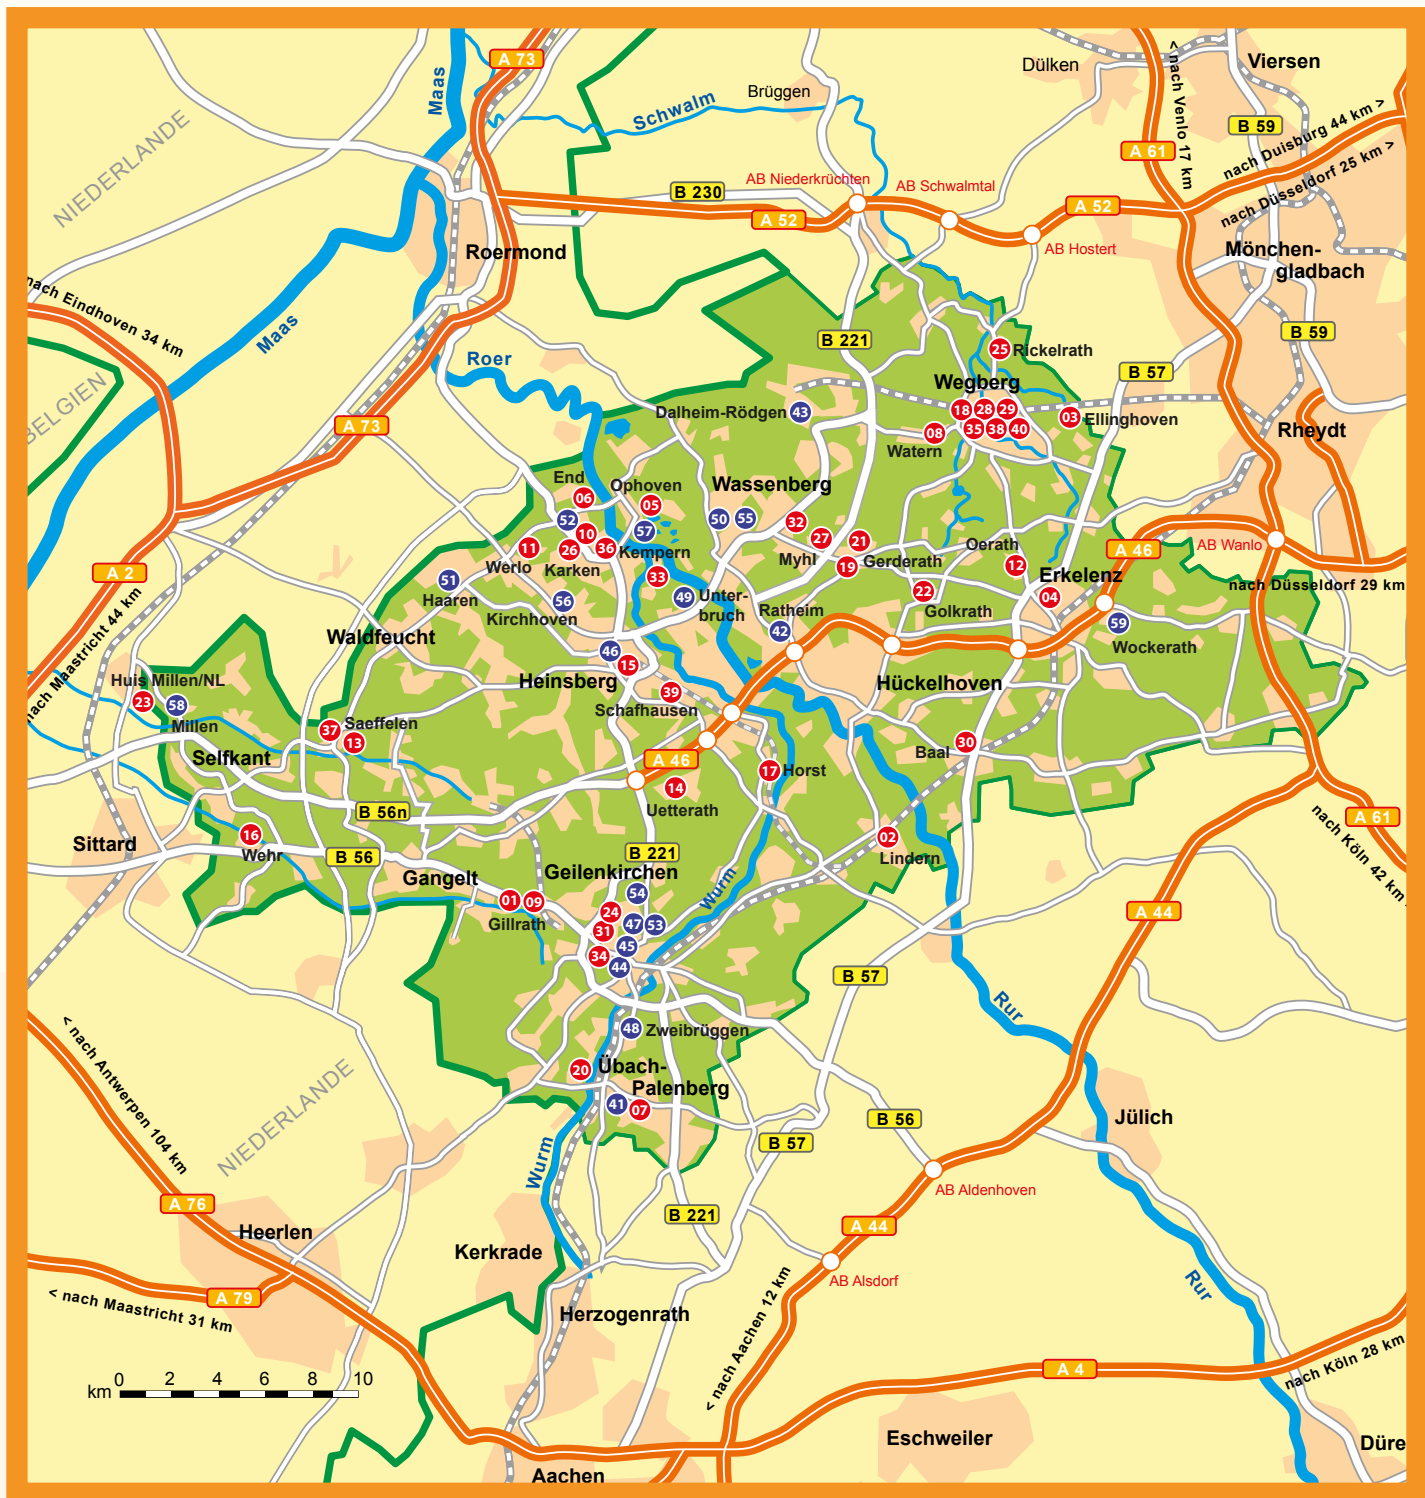 A 73
Maas
Schwalm
Brüggen
Dülken
Viersen
< nach Venlo 17 km
B 59
A 61
nach Duisburg 44 km >
nach Düsseldorf 25 km >
NIEDERLANDE
AB Niederkrüchten
AB Schwalmtal
B 230
A 52
A 52
AB Hostert
Roermond
Mönchen-
gladbach
nach Eindhoven 34 km
Maas
Roer
B 221
25 Rickelrath
B 59
B 57
BELGIEN
Wegberg
18 28 29
35 38 40
03
Ellinghoven
Dalheim-Rödgen 43
08
Watern
Rheydt
A 73
End
06
Ophoven
05
Wassenberg
52
10
57
50 55
32
11
26
36
Kempern
27
Myhl
21
19
Gerderath
Oerath
12
Werlo
Karken
33
A 46
AB Wanlo
A 2
51
Haaren
56
Kirchhoven
49
Unter-
bruch
Ratheim
42
22
Golkrath
Erkelenz
04
59
Wockerath
nach Düsseldorf 29 km
nach Maastricht 44 km
Waldfeucht
46
15
Heinsberg
39
Schafhausen
Hückelhoven
Huis Millen/NL
23
58
Millen
37
Saeffelen
13
Selfkant
Baal
30
A 46
14
Uetterath
17 Horst
B 56n
A 61
nach Köln 42 km
Sittard
16
Wehr
B 56
Gangelt
B 221
Geilenkirchen
02
Lindern
01 09
Gillrath
54
24
31
47 53
45
34
44
Wurm
A 44
B 57
Rur
48
Zweibrüggen
< nach Antwerpen 104 km
NIEDERLANDE
20
Übach-
Palenberg
41 07
B 56
Jülich
B 57
Wurm
AB Aldenhoven
A 76
B 221
A 44
Heerlen
Kerkrade
AB Alsdorf
Rur
A 79
< nach Maastricht 31 km
Herzogenrath
< nach Aachen 12 km
km 0 2 4 6 8 10
A 4
nach Köln 28 km
Eschweiler
Düre
Aachen